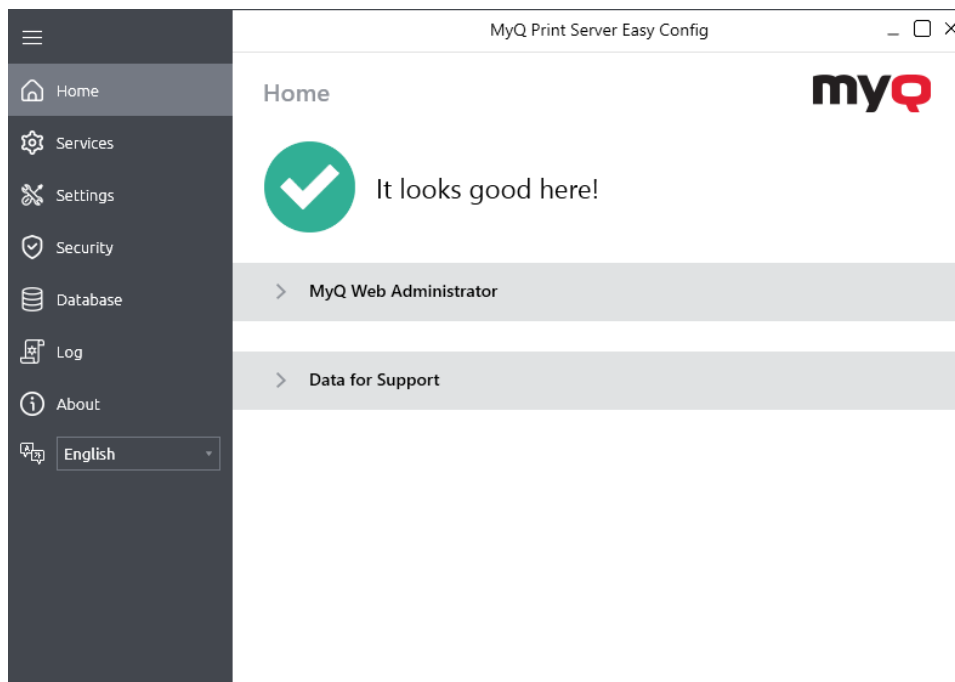 MyQ Print Server Easy Config
Home
Services
Settings
Security
Database
Log
About
English
Home
myQ
It looks good here!
MyQ Web Administrator
Data for Support